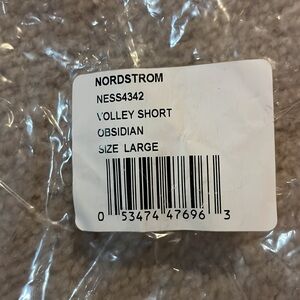 NORDSTROM
NESS4342
VOLLEY SHORT
OBSIDIAN
SIZE LARGE
0 53474 47696 3